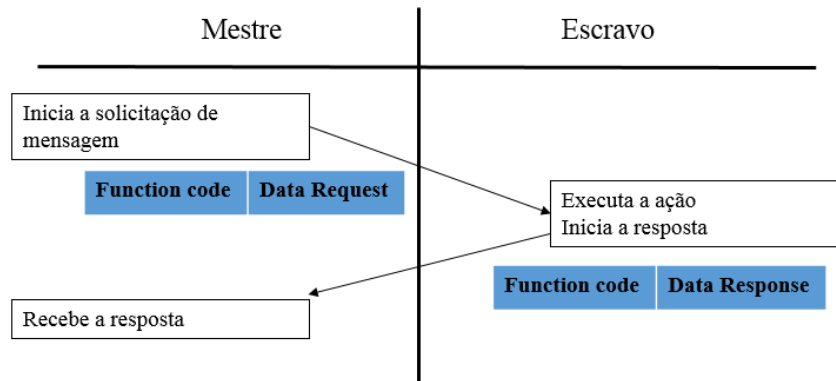 Mestre
Escravo
Inicia a solicitação de
mensagem
Function code
Data Request
Executa a ação
Inicia a resposta
Function code
Data Response
Recebe a resposta